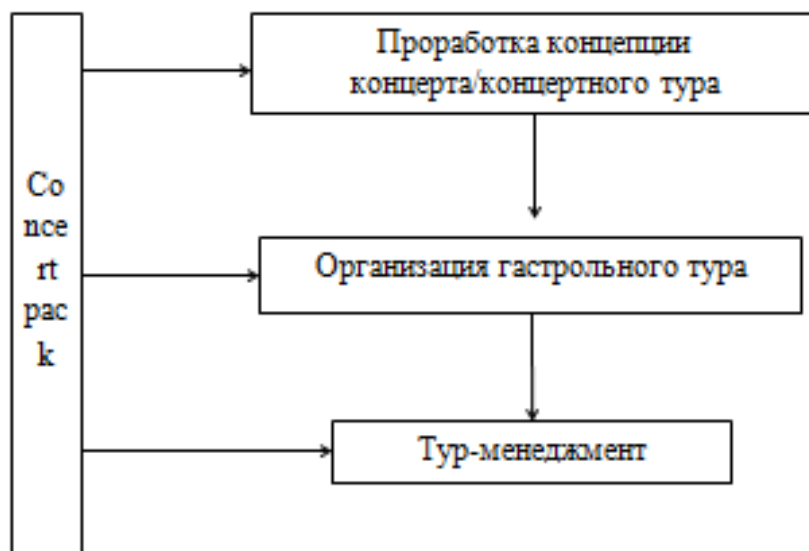 Проработка концепции
концерта/концертного тура
Co
nce
rt
pac
k
Организация гастрольного тура
Тур-менеджмент